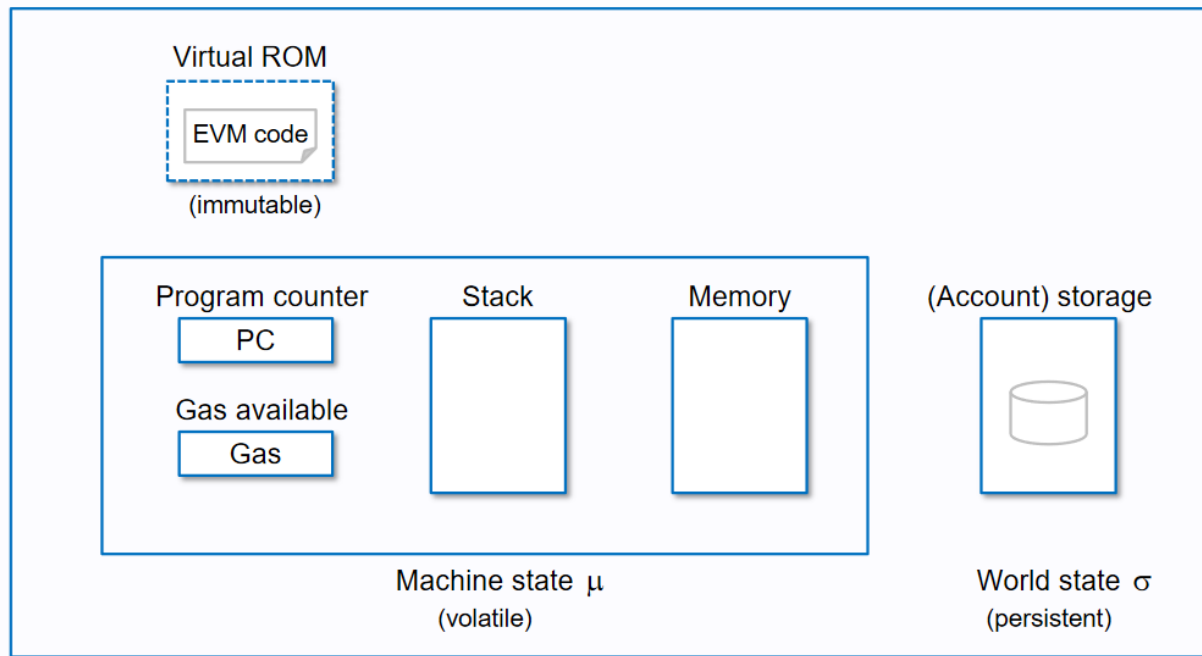 Virtual ROM
EVM code
(immutable)
Program counter
PC
Gas available
Gas
Stack
Memory
(Account) storage
Machine state μ
(volatile)
World state σ
(persistent)